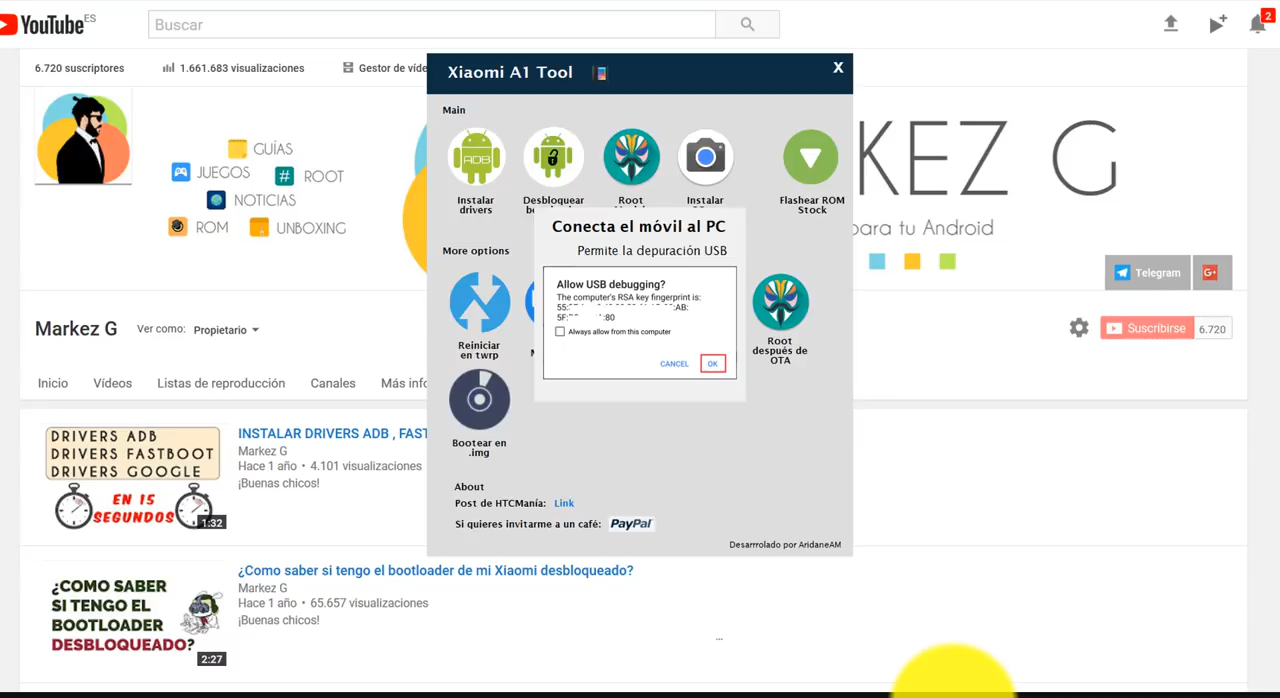 YouTube ES
Buscar
2
6.720 suscriptores
1.661.683 visualizaciones
Gestor de víde
GUÍAS
JUEGOS
# ROOT
NOTICIAS
ROM
UNBOXING
KEZ G
para tu Android
Telegram
G+
Markez G
Ver como: Propietario
Suscribirse 6.720
Inicio
Vídeos
Listas de reproducción
Canales
Más info
DRIVERS ADB
DRIVERS FASTBOOT
DRIVERS GOOGLE
EN 15
SEGUNDOS
1:32
INSTALAR DRIVERS ADB , FAST
Markez G
Hace 1 año • 4.101 visualizaciones
¡Buenas chicos!
¿COMO SABER
SI TENGO EL
BOOTLOADER
DESBLOQUEADO?
2:27
¿Como saber si tengo el bootloader de mi Xiaomi desbloqueado?
Markez G
Hace 1 año • 65.657 visualizaciones
¡Buenas chicos!
...
Xiaomi A1 Tool
X
Main
ADB
Instalar
drivers
Desbloquear
Root
Instalar
Flashear ROM
Stock
More options
Reiniciar
en twrp
Root
después de
OTA
Bootear en
.img
Conecta el móvil al PC
Permite la depuración USB
Allow USB debugging?
The computer's RSA key fingerprint is:
Always allow from this computer
CANCEL
OK
About
Post de HTCManía: Link
Si quieres invitarme a un café: PayPal
Desarrrolado por AridaneAM